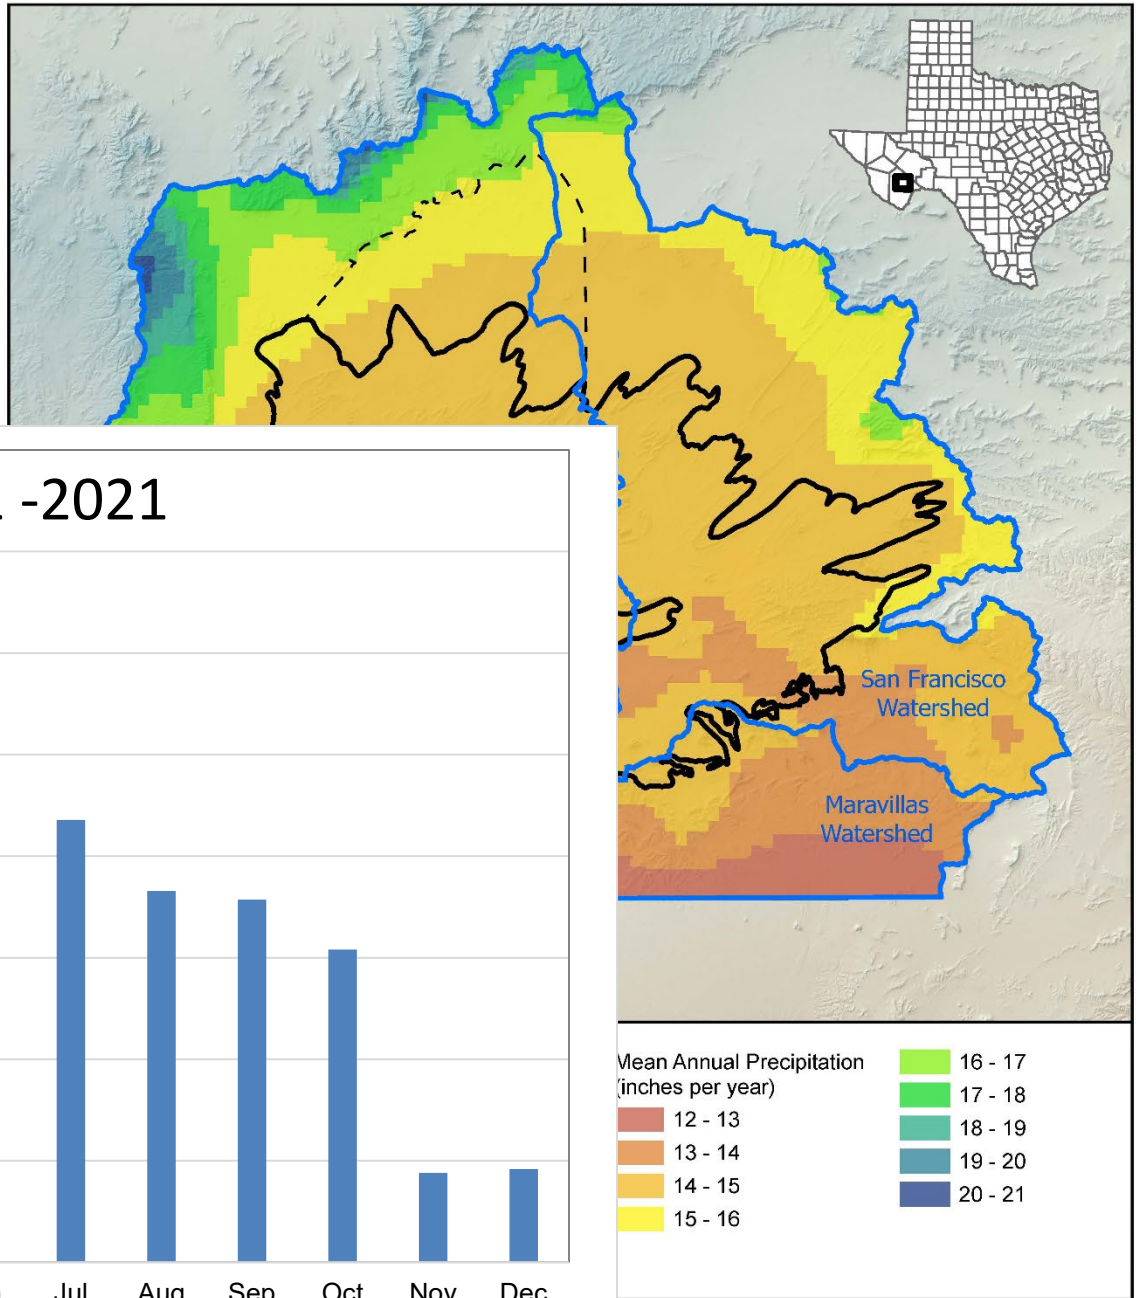 -2021
San Francisco
Watershed
Maravillas
Watershed
Mean Annual Precipitation
(inches per year)
12 - 13
13 - 14
14 - 15
15 - 16
16 - 17
17 - 18
18 - 19
19 - 20
20 - 21
Jul Aug Sep Oct Nov Dec